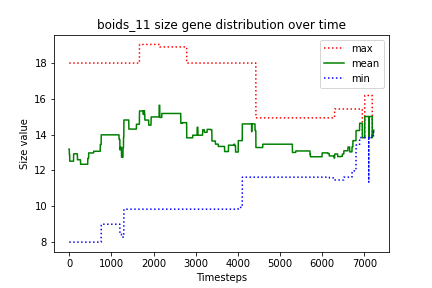 boids_11 size gene distribution over time
max
mean
min
Size value
18
16
14
12
10
8
0 1000 2000 3000 4000 5000 6000 7000
Timesteps